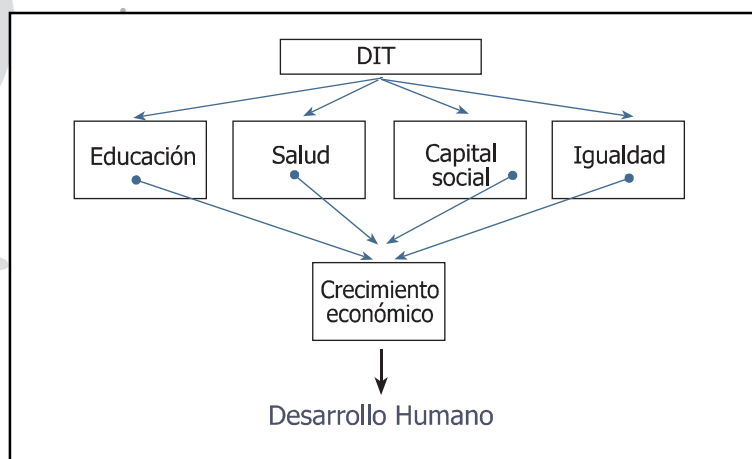 DIT
Educación
Salud
Capital
social
Igualdad
Crecimiento
económico
Desarrollo Humano